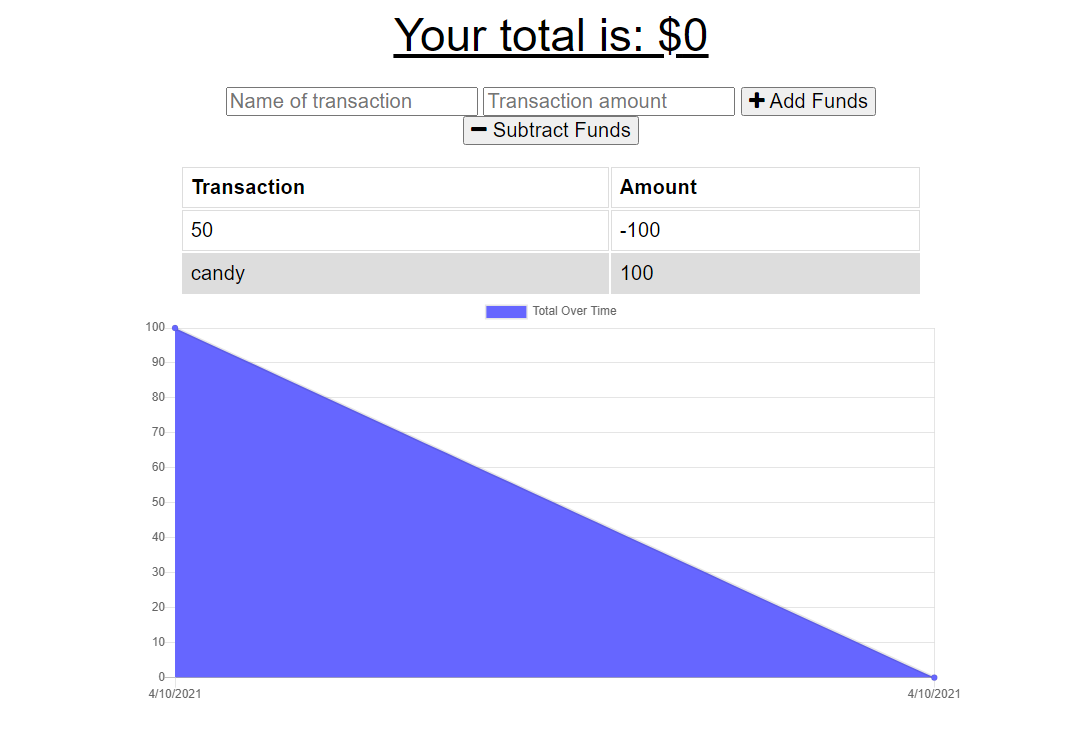 Your total is: $0
Name of transaction Transaction amount Add Funds
Subtract Funds
Transaction Amount
50 -100
candy 100
Total Over Time
100
90
80
70
60
50
40
30
20
10
0
4/10/2021 4/10/2021